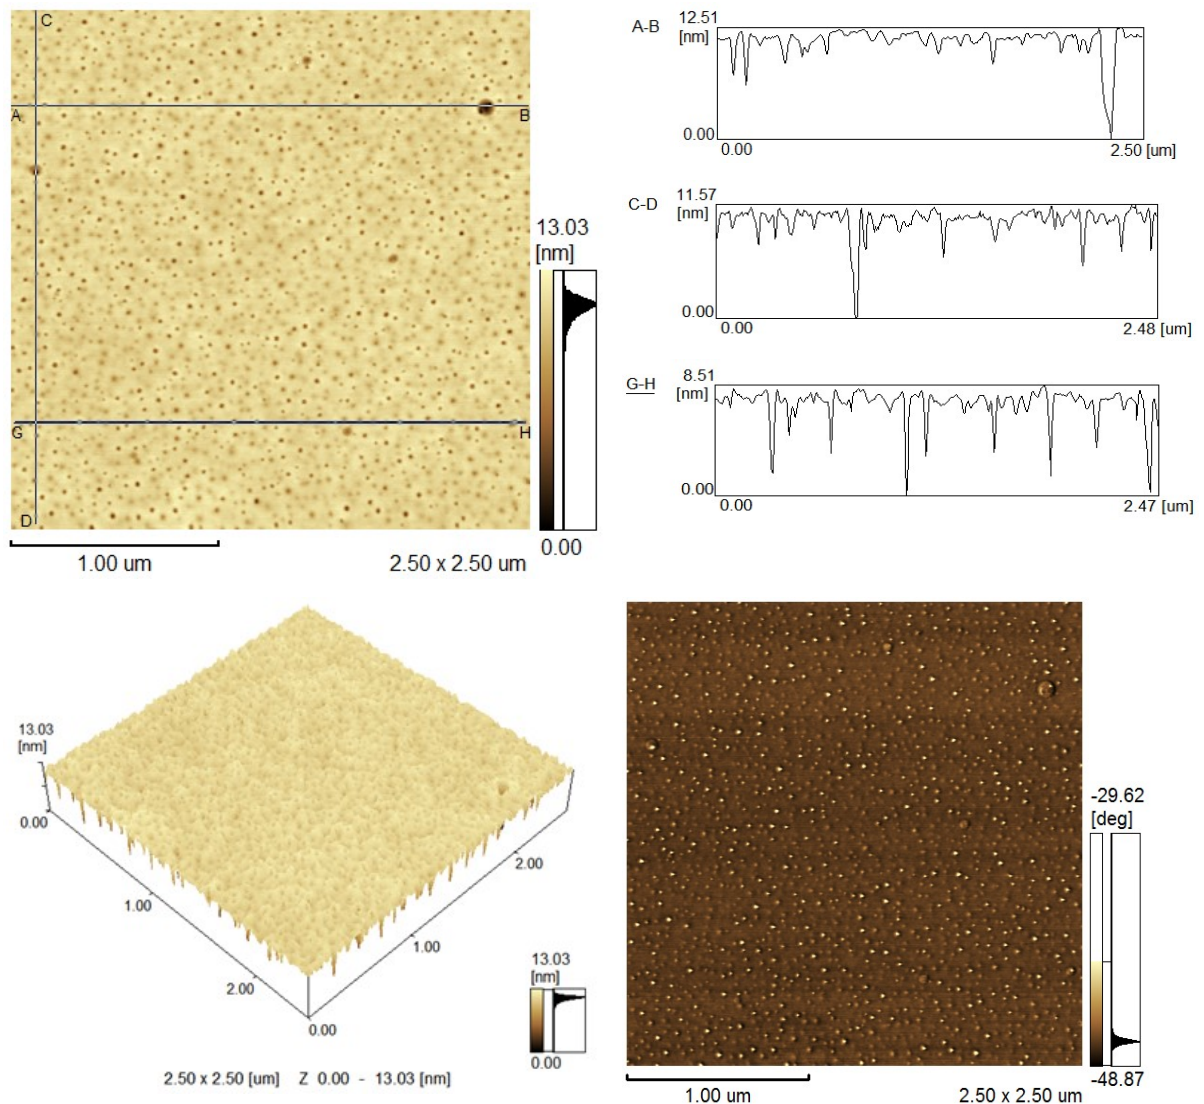 C
A
B
G
H
D
13.03
[nm]
0.00
1.00 um
2.50 x 2.50 um
A-B
12.51
[nm]
0.00
0.00
2.50 [um]
C-D
11.57
[nm]
0.00
0.00
2.48 [um]
G-H
8.51
[nm]
0.00
0.00
2.47 [um]
13.03
[nm]
0.00
1.00
2.00
0.00
1.00
2.00
13.03
[nm]
0.00
2.50 x 2.50 [um] Z 0.00 - 13.03 [nm]
-29.62
[deg]
-48.87
1.00 um
2.50 x 2.50 um